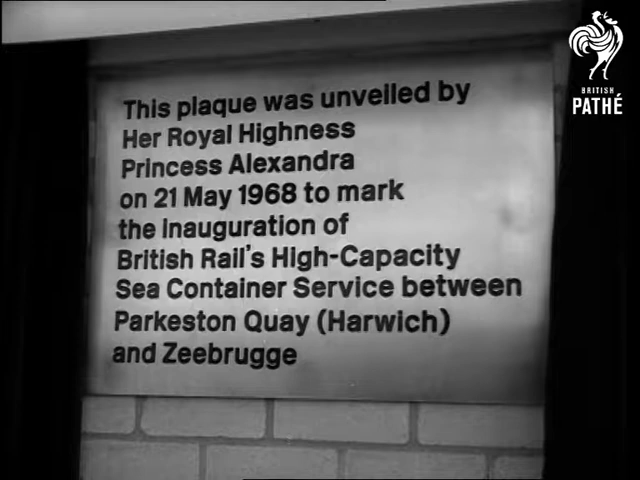 This plaque was unveiled by
Her Royal Highness
Princess Alexandra
on 21 May 1968 to mark
the inauguration of
British Rail's High-Capacity
Sea Container Service between
Parkeston Quay (Harwich)
and Zeebrugge
BRITISH
PATHÉ